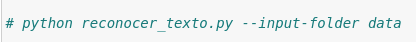 # python reconocer_texto.py --input-folder data